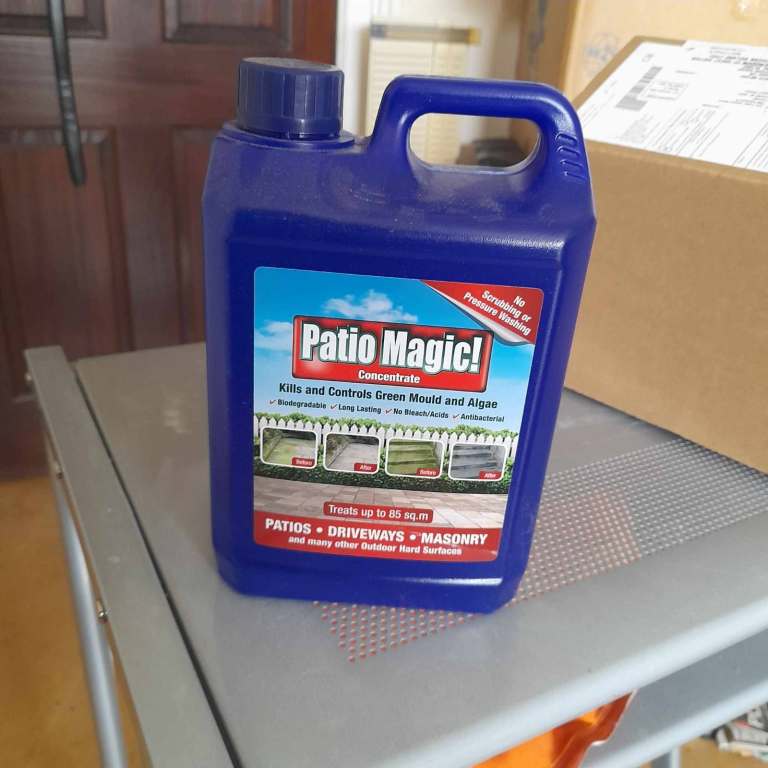 No
Scrubbing or
Pressure Washing
Patio Magic!
Concentrate
Kills and Controls Green Mould and Algae
✓ Biodegradable ✓ Long Lasting ✓ No Bleach/Acids ✓ Antibacterial
Before
After
Before
After
Treats up to 85 sq.m
PATIOS • DRIVEWAYS • MASONRY
and many other Outdoor Hard Surfaces